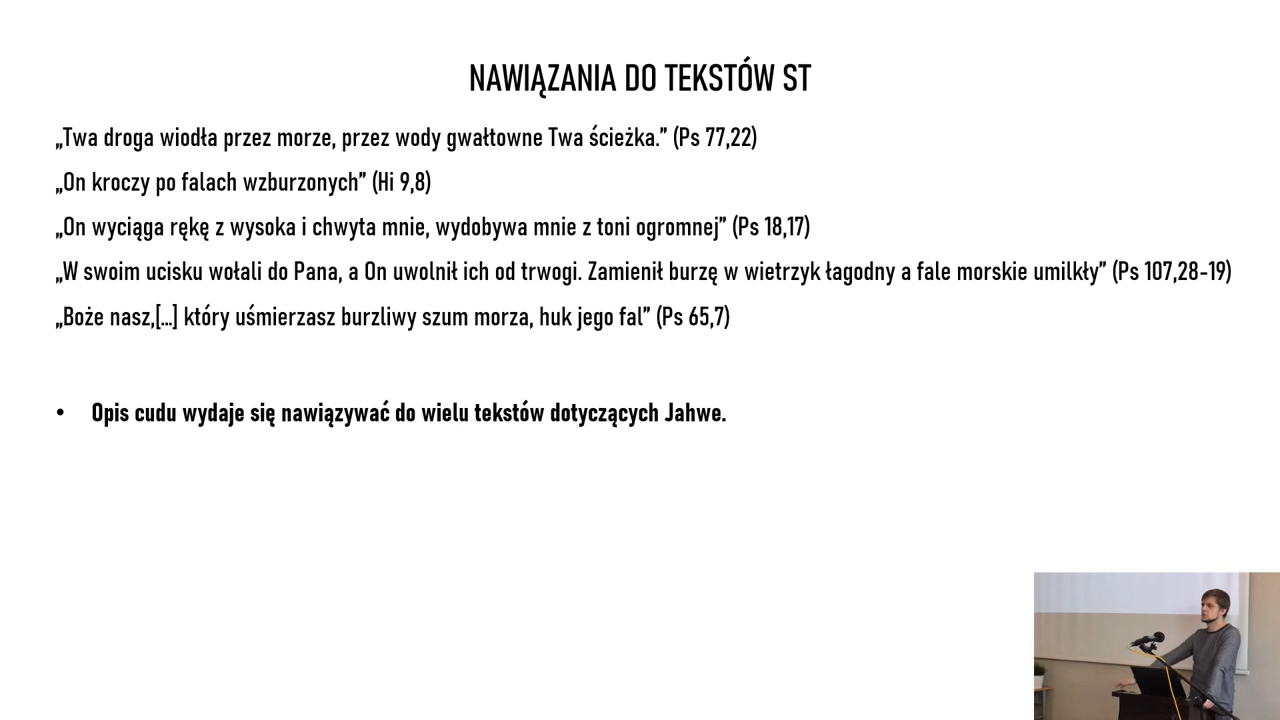 NAWIĄZANIA DO TEKSTÓW ST
„Twa droga wiodła przez morze, przez wody gwałtowne Twa ścieżka.” (Ps 77,22)
„On kroczy po falach wzburzonych” (Hi 9,8)
„On wyciąga rękę z wysoka i chwyta mnie, wydobywa mnie z toni ogromnej” (Ps 18,17)
„W swoim ucisku wołali do Pana, a On uwolnił ich od trwogi. Zamienił burzę w wietrzyk łagodny a fale morskie umilkły” (Ps 107,28-19)
„Boże nasz,[…] który uśmierzasz burzliwy szum morza, huk jego fal” (Ps 65,7)
• Opis cudu wydaje się nawiązywać do wielu tekstów dotyczących Jahwe.